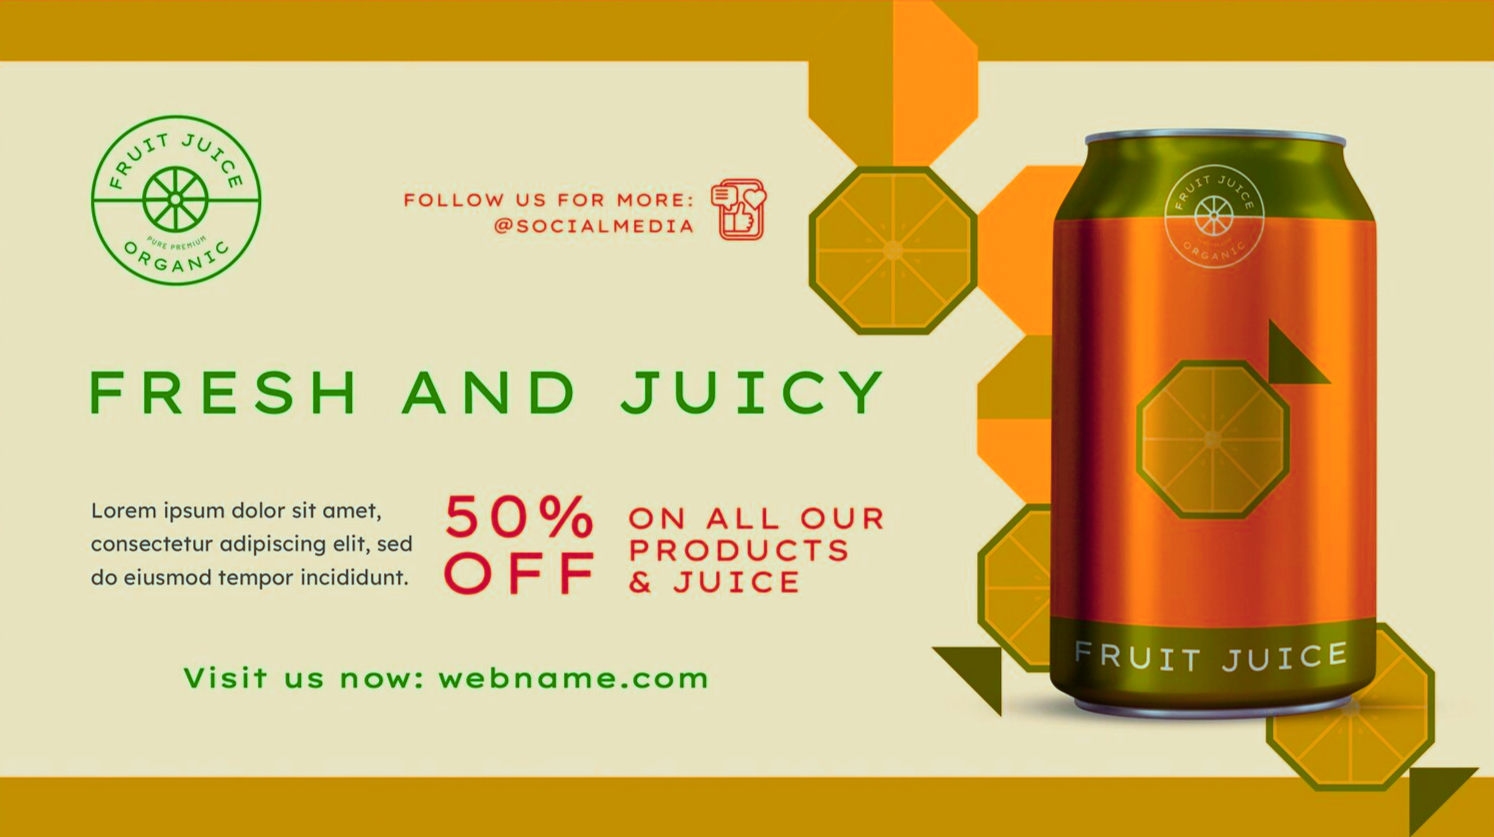 FRUIT JUICE
PURE PREMIUM
ORGANIC
FOLLOW US FOR MORE:
@SOCIALMEDIA
FRESH AND JUICY
Lorem ipsum dolor sit amet,
consectetur adipiscing elit, sed
do eiusmod tempor incididunt.
50%
OFF
ON ALL OUR
PRODUCTS
& JUICE
Visit us now: webname.com
FRUIT JUICE
ORGANIC
FRUIT JUICE